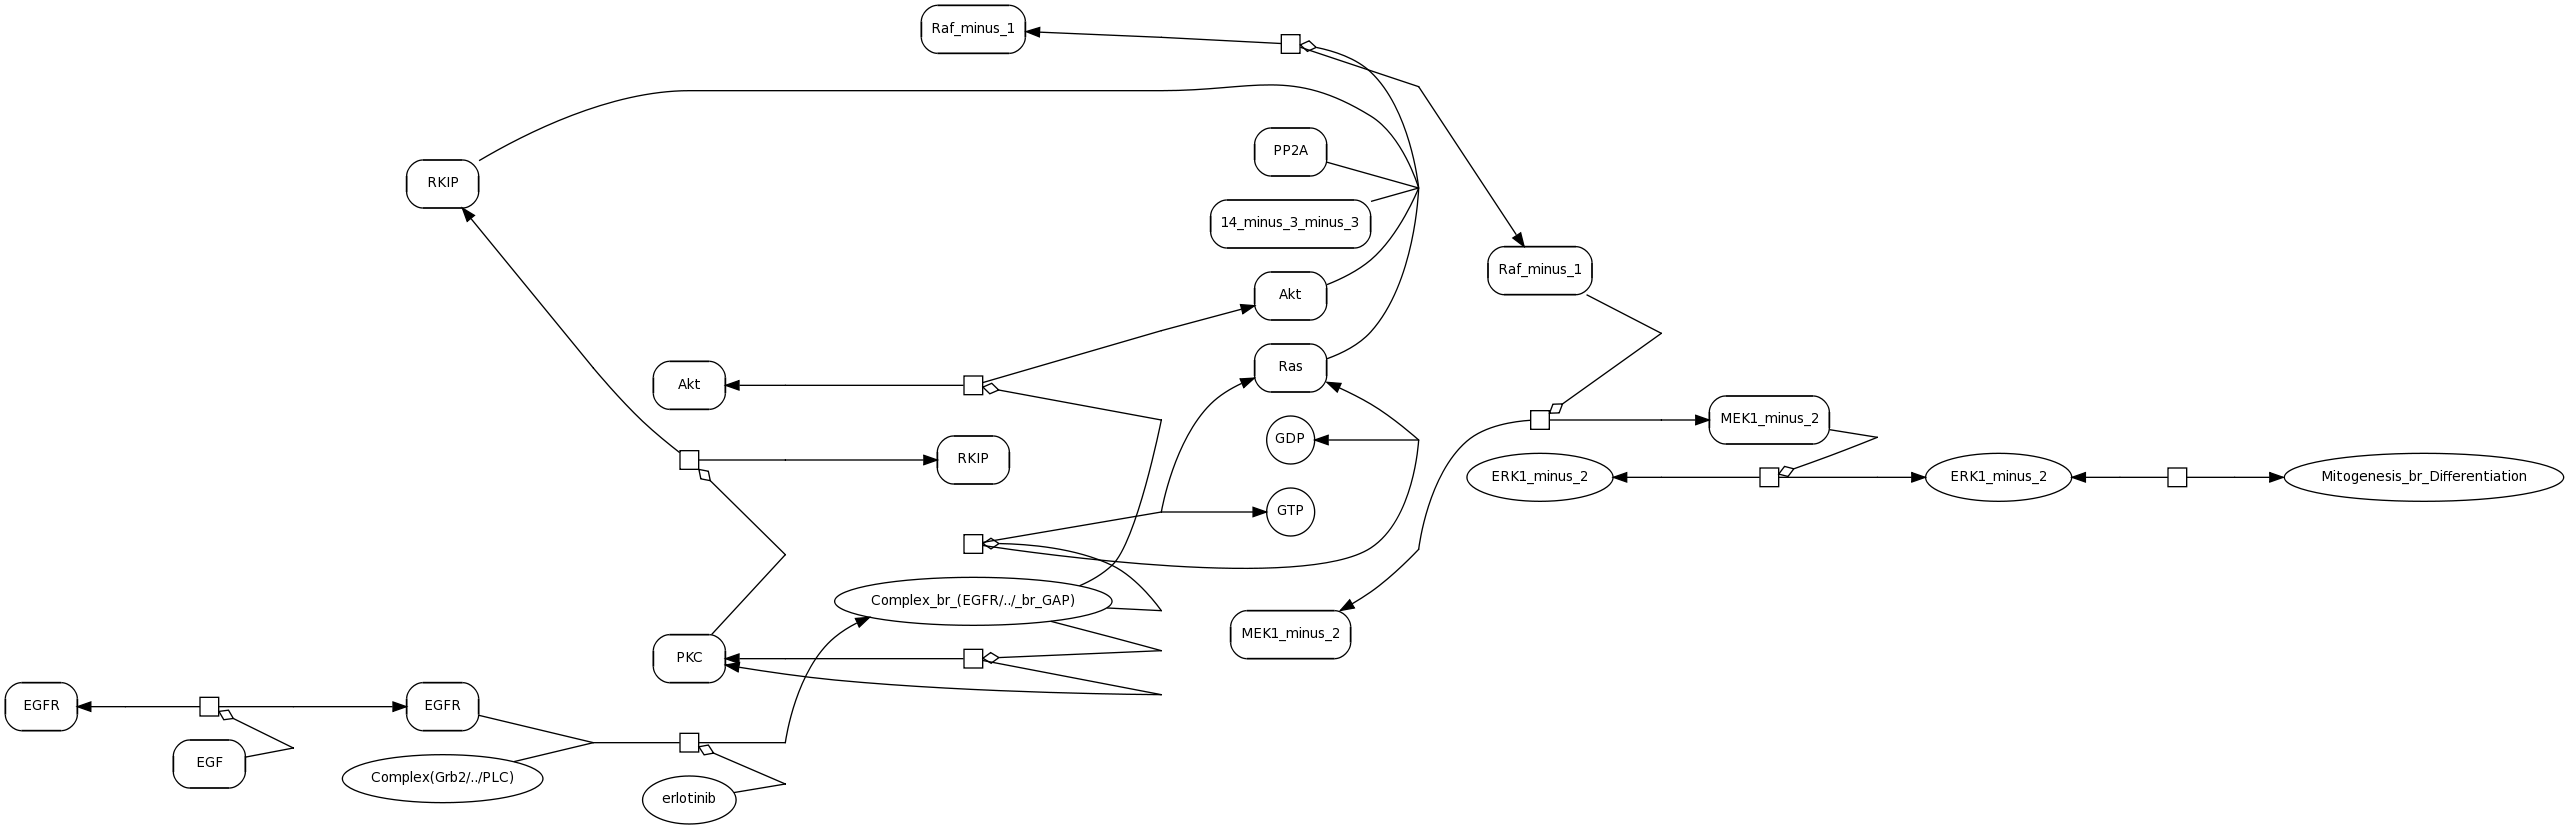 Raf_minus_1
PP2A
RKIP
14_minus_3_minus_3
Raf_minus_1
Akt
Ras
Akt
MEK1_minus_2
GDP
RKIP
ERK1_minus_2
ERK1_minus_2
Mitogenesis_br_Differentiation
GTP
Complex_br_(EGFR/../_br_GAP)
MEK1_minus_2
PKC
EGFR
EGFR
EGF
Complex(Grb2/../PLC)
erlotinib